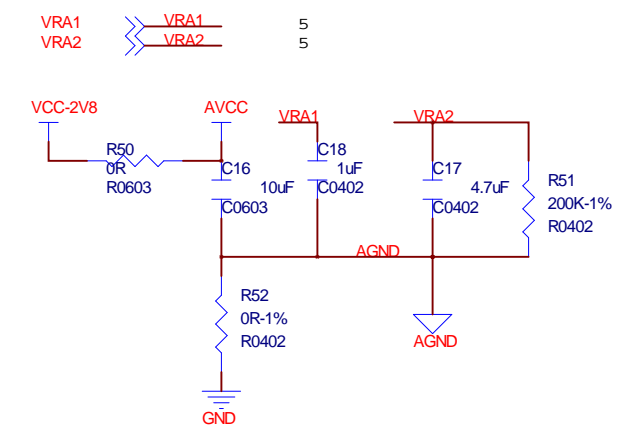 VRA1 VRA1 5
VRA2 VRA2 5
VCC-2V8 AVCC VRA1 VRA2
R50
0R
R0603
C16
10uF
C0603
C18
1uF
C0402
C17
4.7uF
C0402
R51
200K-1%
R0402
AGND
R52
0R-1%
R0402
AGND
GND